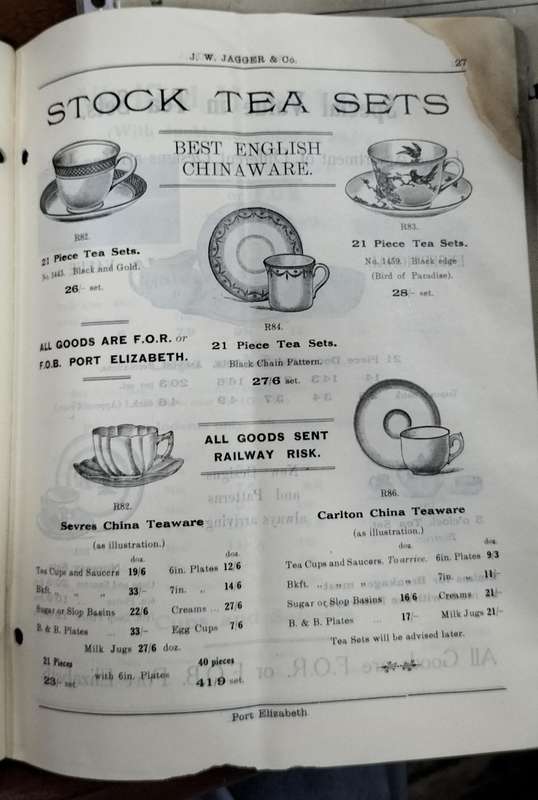 J. W. JAGGER & Co.
27
STOCK TEA SETS
BEST ENGLISH
CHINAWARE.
R82.
21 Piece Tea Sets.
No. 1445. Black and Gold.
26/- set.
R83.
21 Piece Tea Sets.
No. 1459. Black edge
(Bird of Paradise).
28/- set.
R84.
21 Piece Tea Sets.
Black Chain Pattern.
27/6 set.
ALL GOODS ARE F.O.R. or
F.O.B. PORT ELIZABETH.
ALL GOODS SENT
RAILWAY RISK.
R82.
Sevres China Teaware
(as illustration.)
doz. doz.
Tea Cups and Saucers 19/6 6in. Plates 12/6
Bkft. „ „ 33/- 7in. „ 14/6
Sugar or Slop Basins 22/6 Creams ... 27/6
B. & B. Plates ... 33/- Egg Cups 7/6
Milk Jugs 27/6 doz.
21 Pieces 40 pieces
23/- set with 6in. Plates 41/9 set.
R86.
Carlton China Teaware
(as illustration.)
doz. doz.
Tea Cups and Saucers. To arrive. 6in. Plates 9/3
Bkft. „ „ „ 7in. „ 11/-
Sugar or Slop Basins 16/6 Creams 21/-
B. & B. Plates ... 17/- Milk Jugs 21/-
Tea Sets will be advised later.
Port Elizabeth